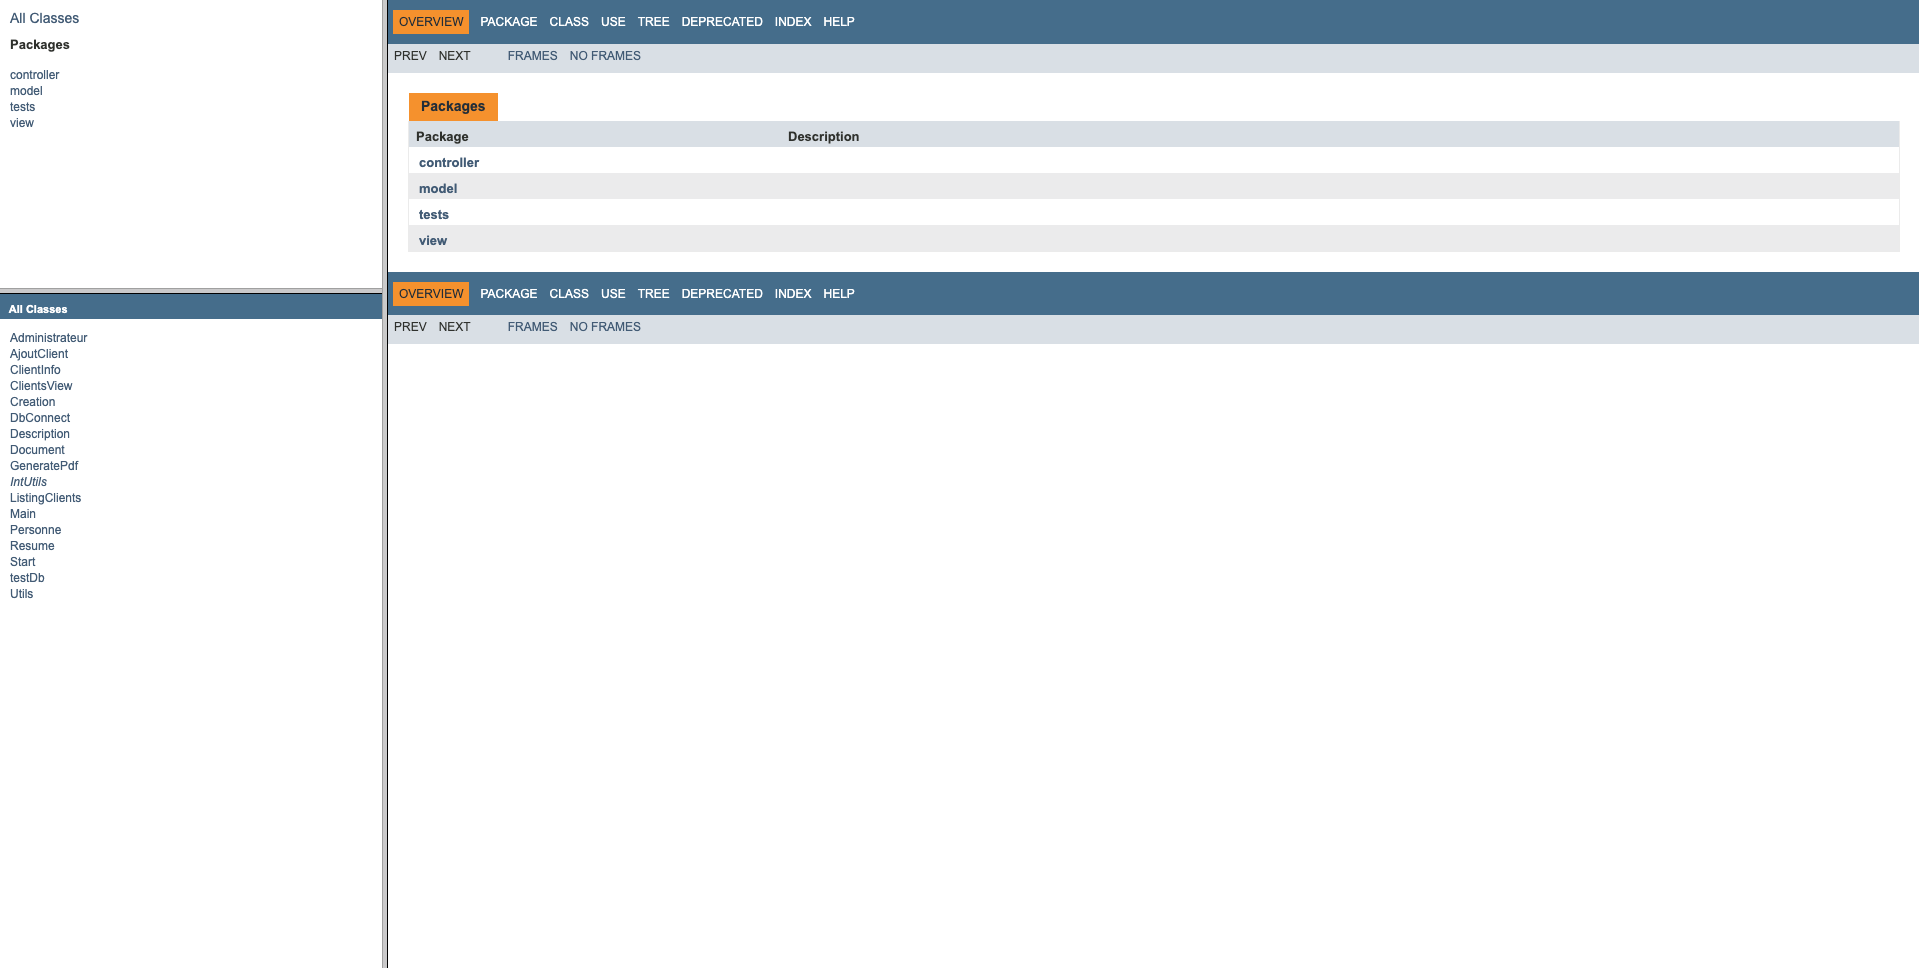 All Classes
Packages
controller
model
tests
view
All Classes
Administrateur
AjoutClient
ClientInfo
ClientsView
Creation
DbConnect
Description
Document
GeneratePdf
IntUtils
ListingClients
Main
Personne
Resume
Start
testDb
Utils
OVERVIEW PACKAGE CLASS USE TREE DEPRECATED INDEX HELP
PREV NEXT FRAMES NO FRAMES
Packages
Package Description
controller
model
tests
view
OVERVIEW PACKAGE CLASS USE TREE DEPRECATED INDEX HELP
PREV NEXT FRAMES NO FRAMES